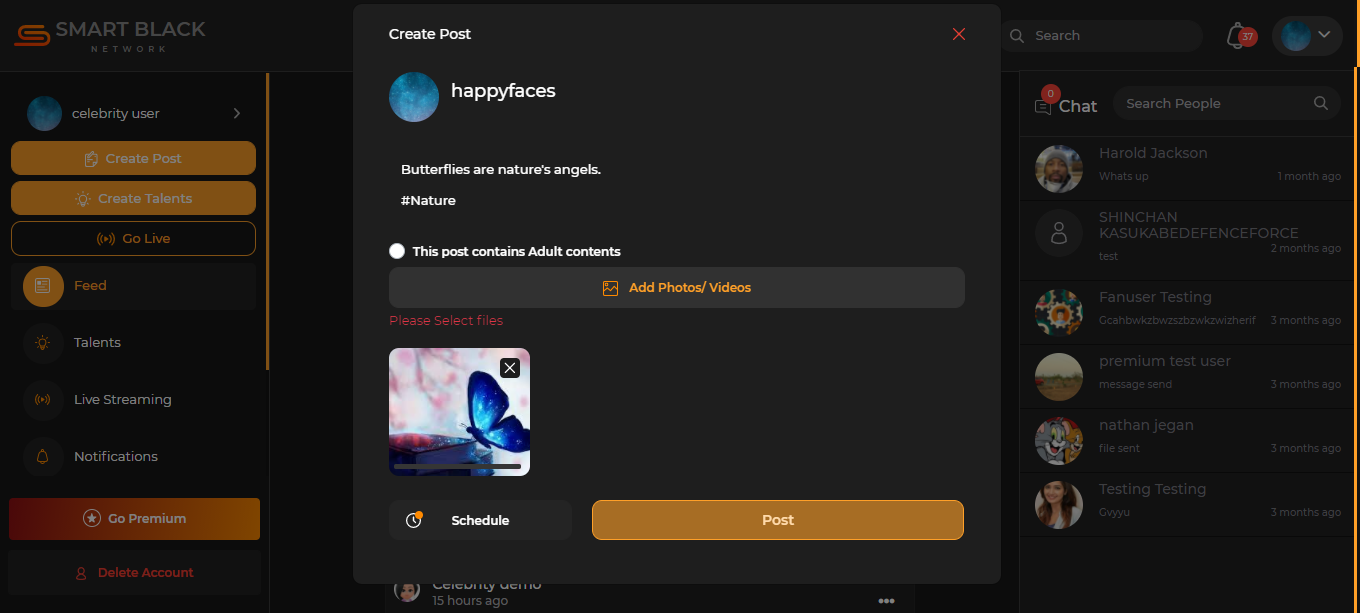 SMART BLACK
NETWORK
Create Post
Search
37
celebrity user
happyfaces
0
Chat
Search People
Create Post
Create Talents
Go Live
Feed
Talents
Live Streaming
Notifications
Go Premium
Delete Account
Butterflies are nature's angels.
#Nature
This post contains Adult contents
Add Photos/ Videos
Please Select files
Schedule
Post
Celebrity demo
15 hours ago
Harold Jackson
Whats up
1 month ago
SHINCHAN
KASUKABEDEFENCEFORCE
2 months ago
test
Fanuser Testing
Gcahbwkzbwzszbzwkzwizherif
3 months ago
premium test user
message send
3 months ago
nathan jegan
file sent
3 months ago
Testing Testing
Gvyyu
3 months ago